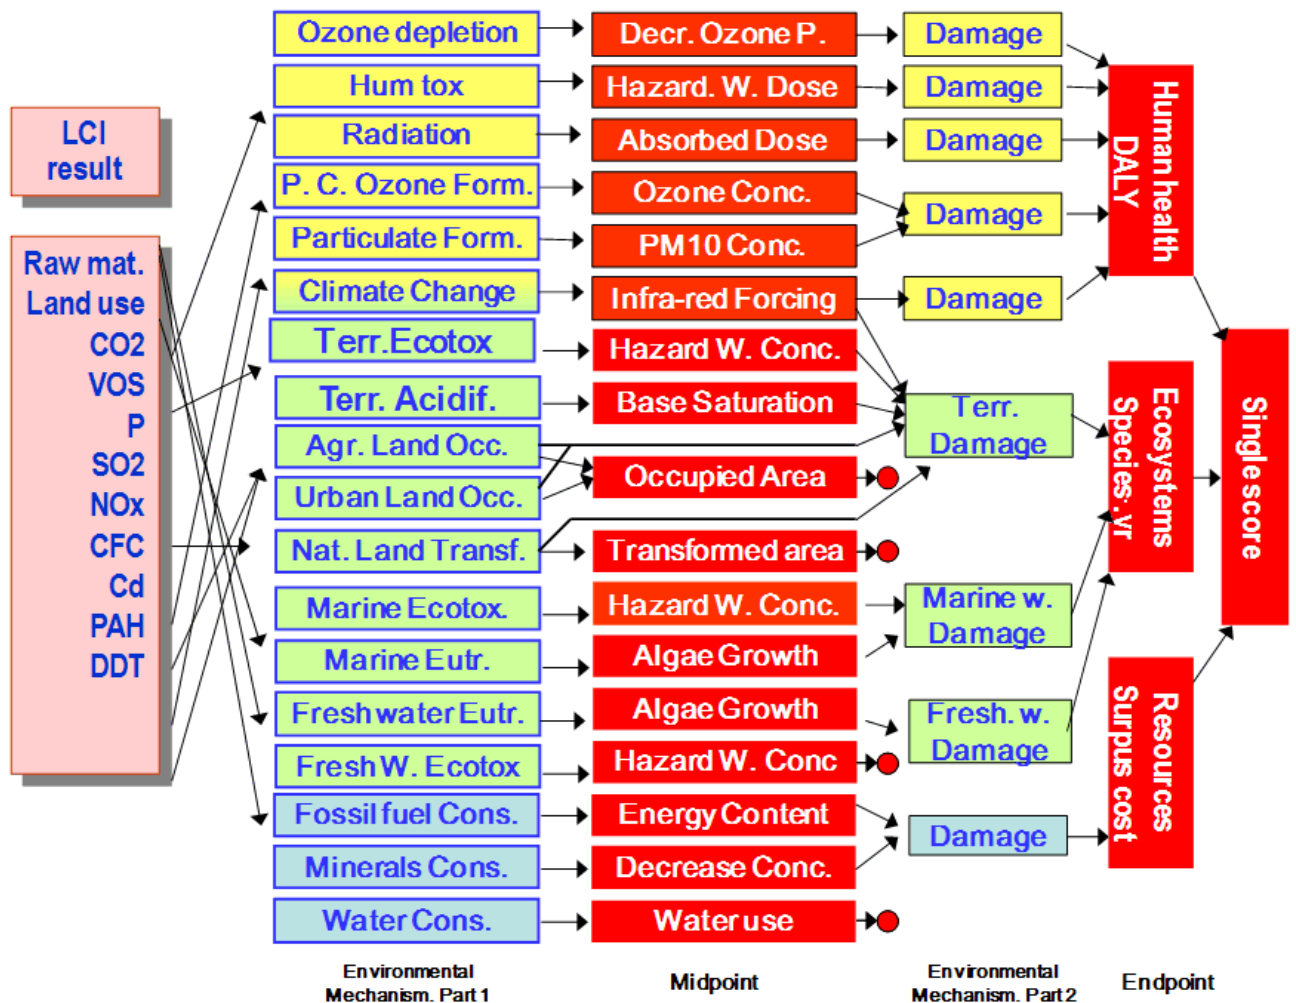 LCI
result
Raw mat.
Land use
CO2
VOS
P
SO2
NOx
CFC
Cd
PAH
DDT
Ozone depletion
Hum tox
Radiation
P. C. Ozone Form.
Particulate Form.
Climate Change
Terr.Ecotox
Terr. Acidif.
Agr. Land Occ.
Urban Land Occ.
Nat. Land Transf.
Marine Ecotox.
Marine Eutr.
Freshwater Eutr.
Fresh W. Ecotox
Fossil fuel Cons.
Minerals Cons.
Water Cons.
Environmental
Mechanism. Part 1
Decr. Ozone P.
Hazard. W. Dose
Absorbed Dose
Ozone Conc.
PM10 Conc.
Infra-red Forcing
Hazard W. Conc.
Base Saturation
Occupied Area
Transformed area
Hazard W. Conc.
Algae Growth
Algae Growth
Hazard W. Conc
Energy Content
Decrease Conc.
Water use
Midpoint
Damage
Damage
Damage
Damage
Damage
Terr.
Damage
Marine w.
Damage
Fresh. w.
Damage
Damage
Environmental
Mechanism. Part 2
Human health
DALY
Ecosystems
Species. yr
Resources
Surpus cost
Endpoint
Single score